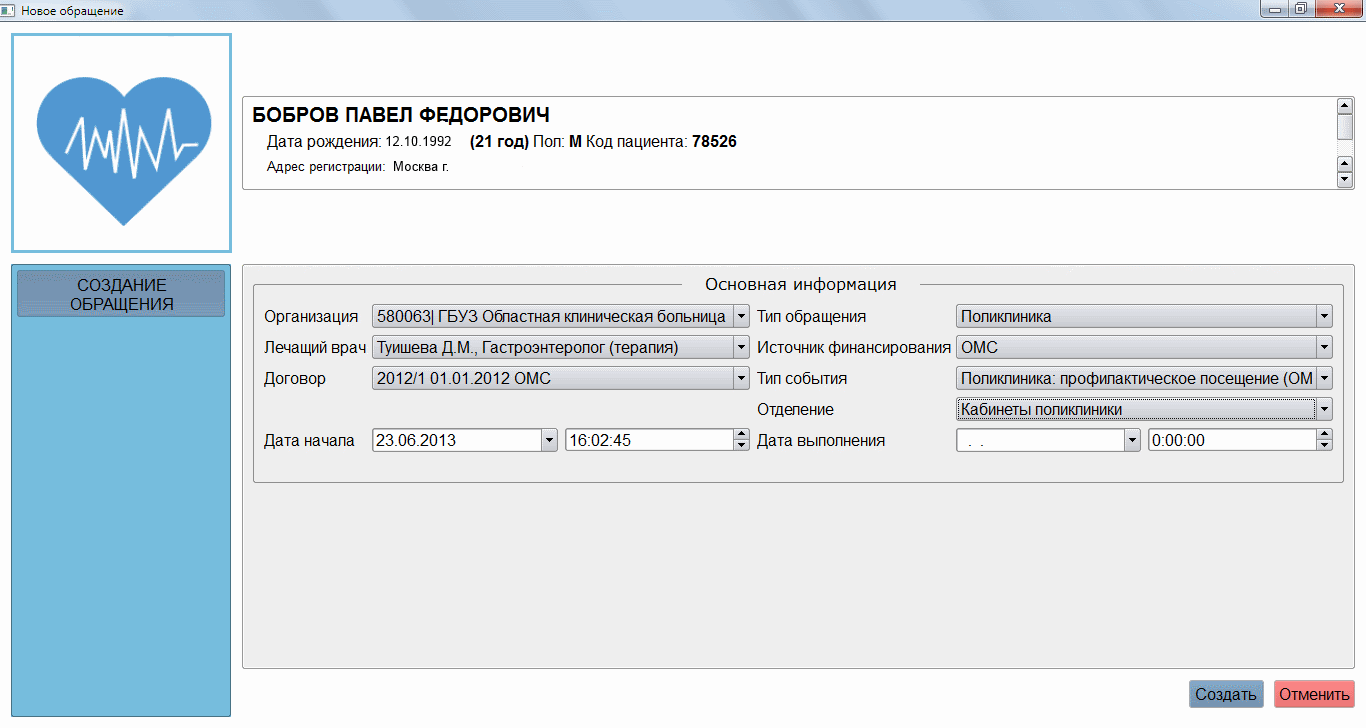 Новое обращение
БОБРОВ ПАВЕЛ ФЕДОРОВИЧ
Дата рождения: 12.10.1992 (21 год) Пол: М Код пациента: 78526
Адрес регистрации: Москва г.
СОЗДАНИЕ
ОБРАЩЕНИЯ
Основная информация
Организация 580063| ГБУЗ Областная клиническая больница Тип обращения Поликлиника
Лечащий врач Туишева Д.М., Гастроэнтеролог (терапия) Источник финансирования ОМС
Договор 2012/1 01.01.2012 ОМС Тип события Поликлиника: профилактическое посещение (ОМ
Отделение Кабинеты поликлиники
Дата начала 23.06.2013 16:02:45 Дата выполнения . . 0:00:00
Создать Отменить